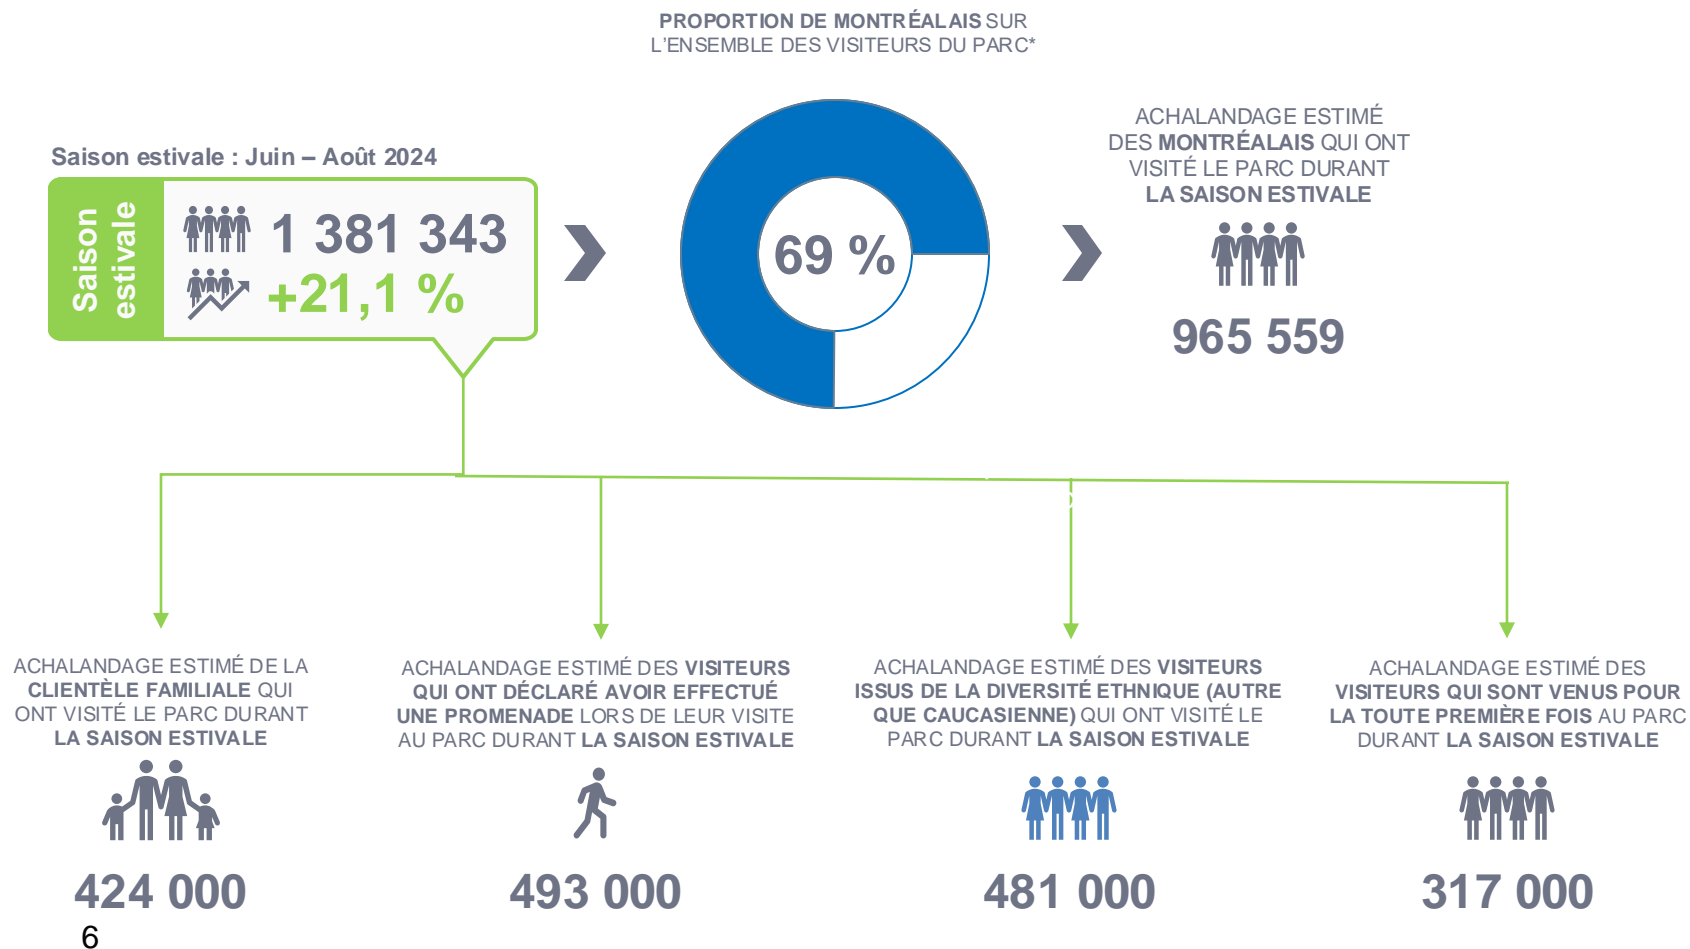 PROPORTION DE MONTRÉALAIS SUR
L'ENSEMBLE DES VISITEURS DU PARC*
Saison estivale : Juin – Août 2024
Saison
estivale
1 381 343
+21,1 %
69 %
ACHALANDAGE ESTIMÉ
DES MONTRÉALAIS QUI ONT
VISITÉ LE PARC DURANT
LA SAISON ESTIVALE
965 559
ACHALANDAGE ESTIMÉ DE LA
CLIENTÈLE FAMILIALE QUI
ONT VISITÉ LE PARC DURANT
LA SAISON ESTIVALE
424 000
ACHALANDAGE ESTIMÉ DES VISITEURS
QUI ONT DÉCLARÉ AVOIR EFFECTUÉ
UNE PROMENADE LORS DE LEUR VISITE
AU PARC DURANT LA SAISON ESTIVALE
493 000
ACHALANDAGE ESTIMÉ DES VISITEURS
ISSUS DE LA DIVERSITÉ ETHNIQUE (AUTRE
QUE CAUCASIENNE) QUI ONT VISITÉ LE
PARC DURANT LA SAISON ESTIVALE
481 000
ACHALANDAGE ESTIMÉ DES
VISITEURS QUI SONT VENUS POUR
LA TOUTE PREMIÈRE FOIS AU PARC
DURANT LA SAISON ESTIVALE
317 000
6